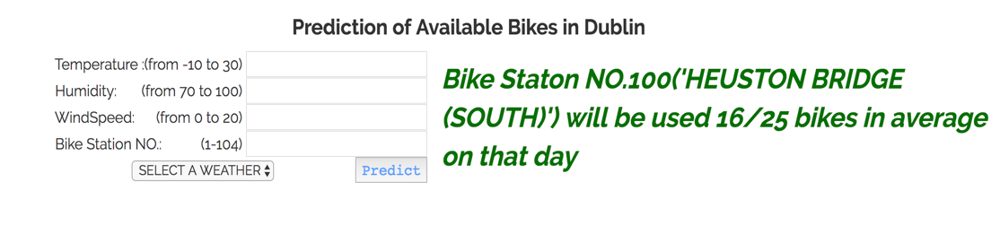 Prediction of Available Bikes in Dublin
Temperature :(from -10 to 30)
Humidity: (from 70 to 100)
WindSpeed: (from 0 to 20)
Bike Station NO.: (1-104)
SELECT A WEATHER
Predict
Bike Staton NO.100('HEUSTON BRIDGE
(SOUTH)') will be used 16/25 bikes in average
on that day